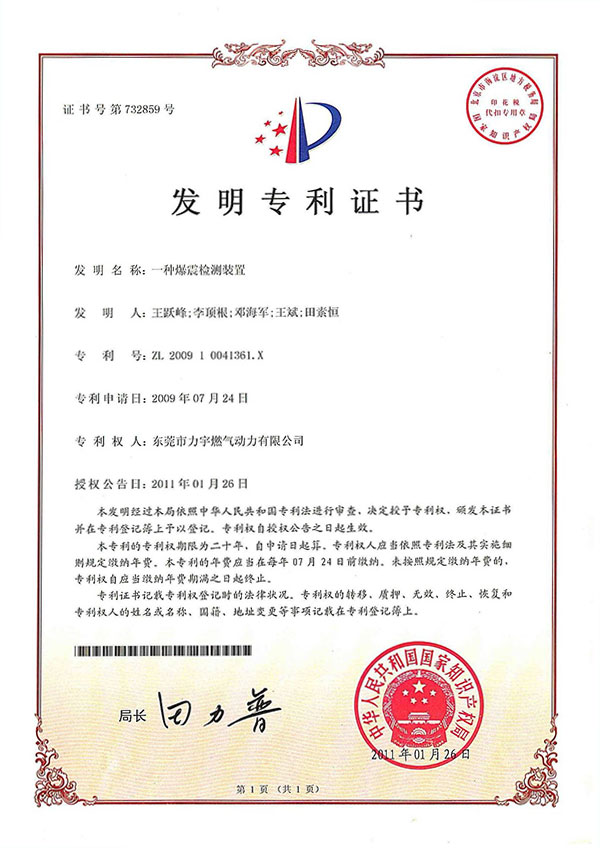 证书号第732859号
北京市海淀区地方税务局
印花税
代扣专用章
国家知识产权局
发明专利证书
发明名称：一种爆震检测装置
发明人：王跃峰;李顶根;邓海军;王斌;田素恒
专利号：ZL 2009 1 0041361.X
专利申请日：2009年07月24日
专利权人：东莞市力宇燃气动力有限公司
授权公告日：2011年01月26日
本发明经过本局依照中华人民共和国专利法进行审查，决定授予专利权，颁发本证书
并在专利登记簿上予以登记。专利权自授权公告之日起生效。
本专利的专利权期限为二十年，自申请日起算。专利权人应当依照专利法及其实施细
则规定缴纳年费。本专利的年费应当在每年07月24日前缴纳。未按照规定缴纳年费的，
专利权自应当缴纳年费期满之日起终止。
专利证书记载专利权登记时的法律状况。专利权的转移、质押、无效、终止、恢复和
专利权人的姓名或名称、国籍、地址变更等事项记载在专利登记簿上。
局长 田力普
中华人民共和国国家知识产权局
2011年01月26日
第1页（共1页）